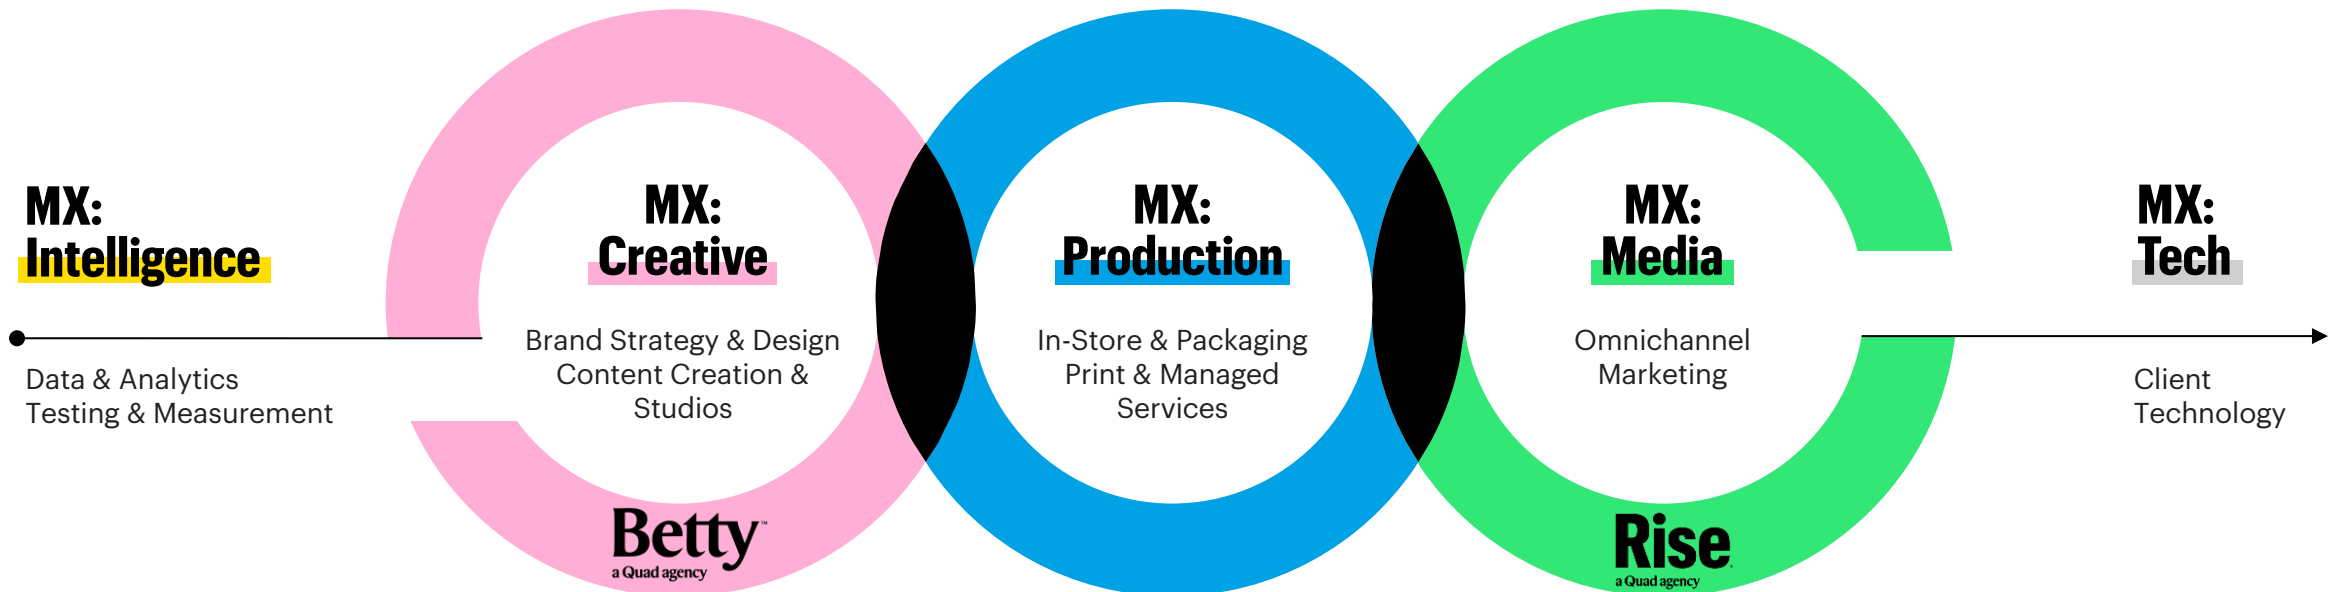 MX:
Intelligence
Data & Analytics
Testing & Measurement
MX:
Creative
Brand Strategy & Design
Content Creation &
Studios
Betty™
a Quad agency
MX:
Production
In-Store & Packaging
Print & Managed
Services
MX:
Media
Omnichannel
Marketing
Rise
a Quad agency
MX:
Tech
Client
Technology